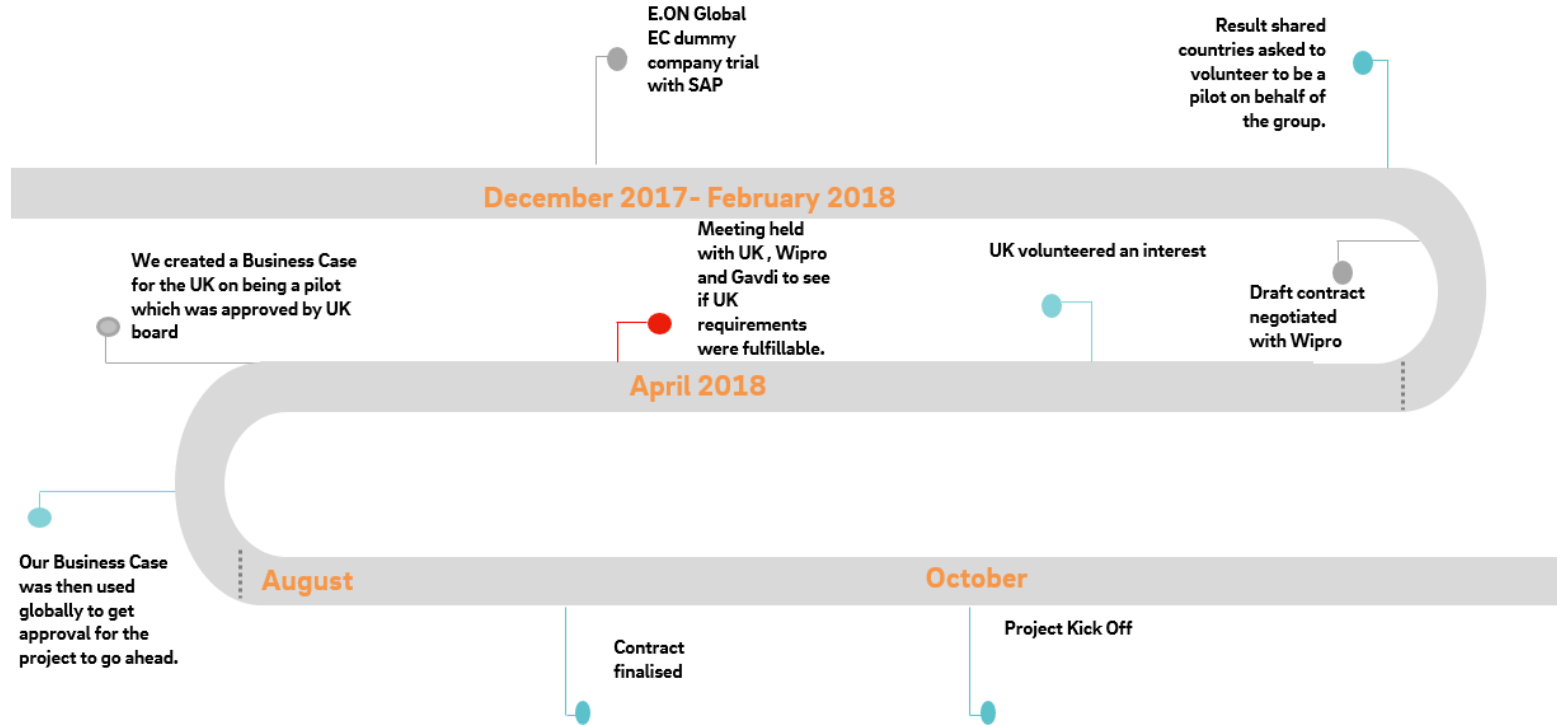 E.ON Global
EC dummy
company trial
with SAP
Result shared
countries asked to
volunteer to be a
pilot on behalf of
the group.
December 2017- February 2018
Draft contract
negotiated
with Wipro
UK volunteered an interest
Meeting held
with UK , Wipro
and Gavdi to see
if UK
requirements
were fulfillable.
We created a Business Case
for the UK on being a pilot
which was approved by UK
board
April 2018
Our Business Case
was then used
globally to get
approval for the
project to go ahead.
August
October
Contract
finalised
Project Kick Off